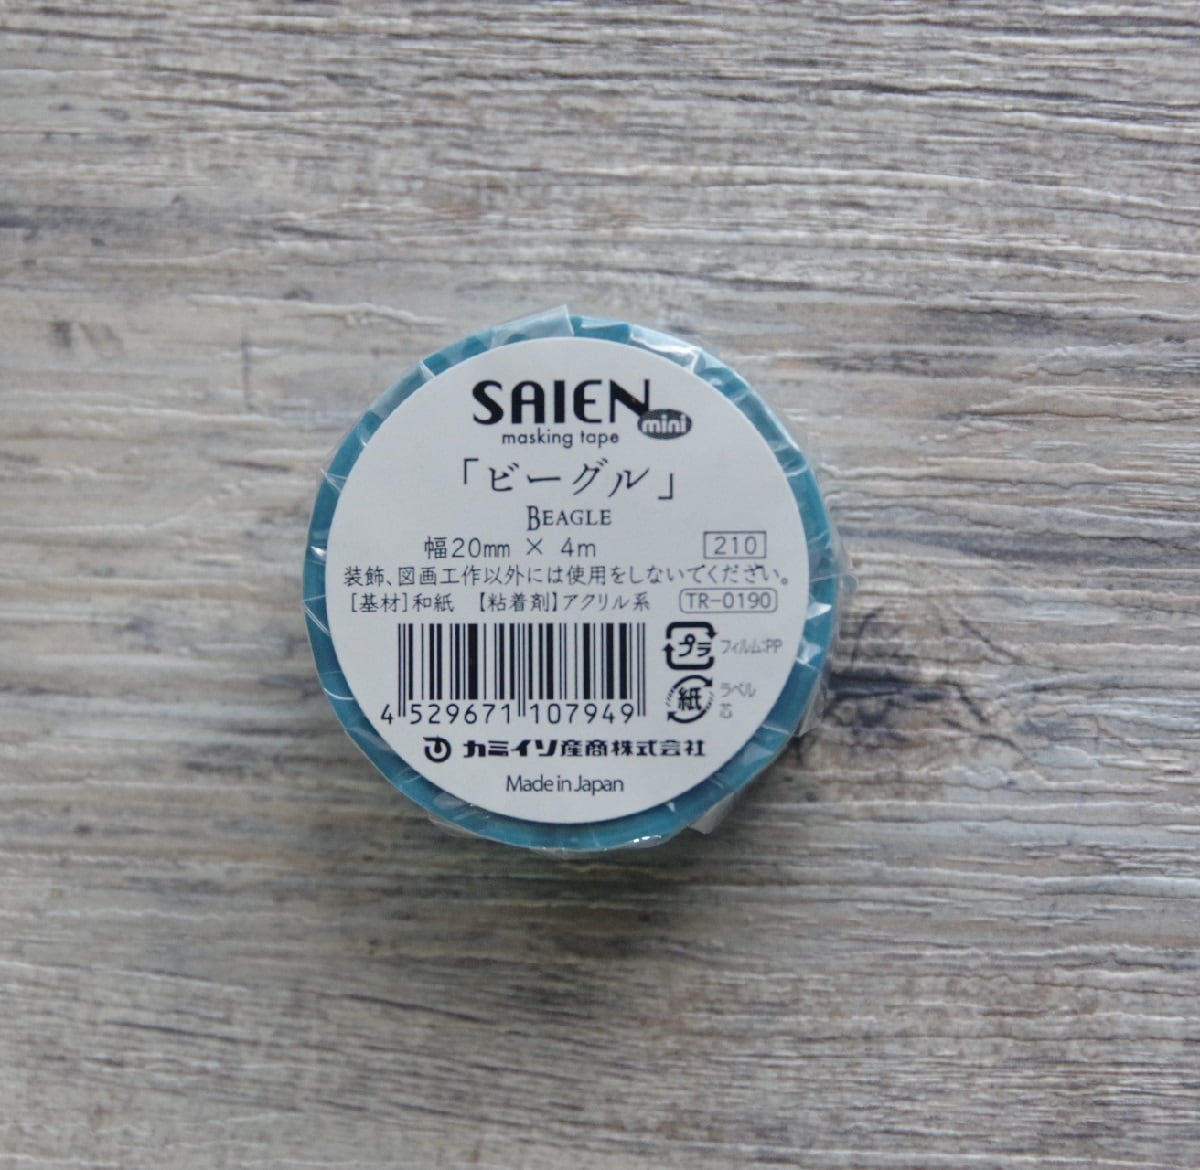 SAIEN mini
masking tape
「ビーグル」
BEAGLE
幅20mm × 4m 210
装飾、図画工作以外には使用をしないでください。
[基材]和紙 【粘着剤】アクリル系 TR-0190
プラ フィルム:PP
紙 ラベル
芯
4 529671 107949
カミイソ産商株式会社
Made in Japan